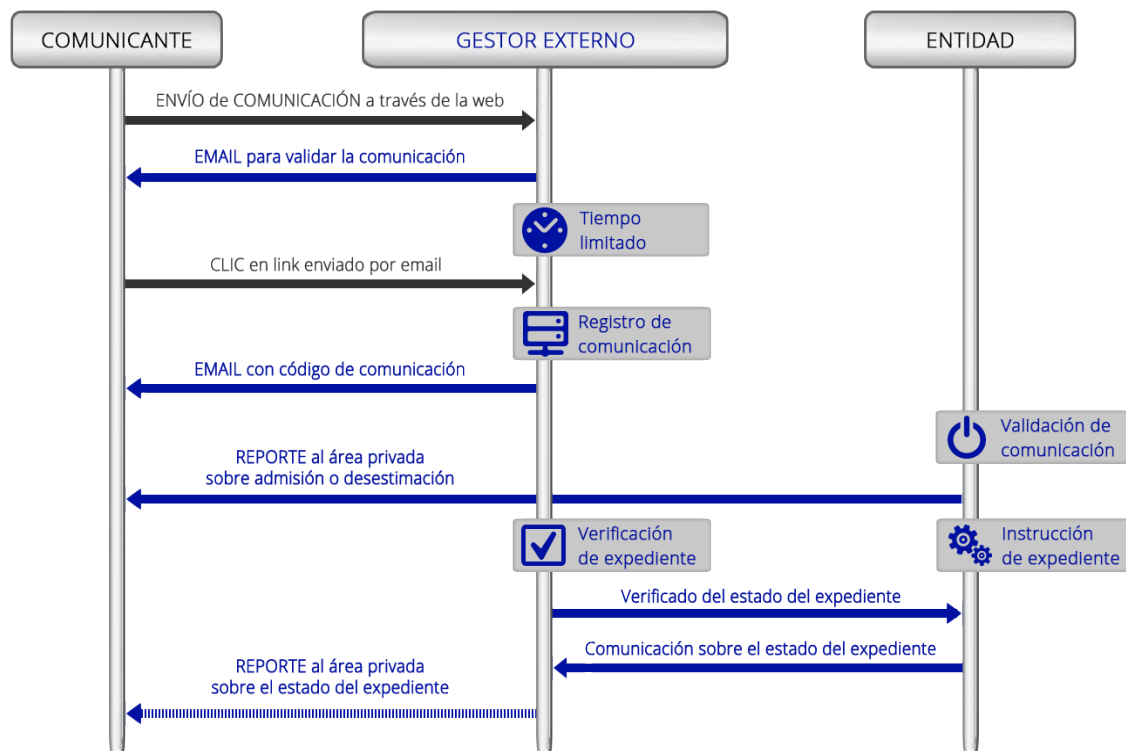 COMUNICANTE
GESTOR EXTERNO
ENTIDAD
ENVÍO de COMUNICACIÓN a través de la web
EMAIL para validar la comunicación
Tiempo
limitado
CLIC en link enviado por email
Registro de
comunicación
EMAIL con código de comunicación
Validación de
comunicación
REPORTE al área privada
sobre admisión o desestimación
Verificación
de expediente
Instrucción
de expediente
Verificado del estado del expediente
Comunicación sobre el estado del expediente
REPORTE al área privada
sobre el estado del expediente